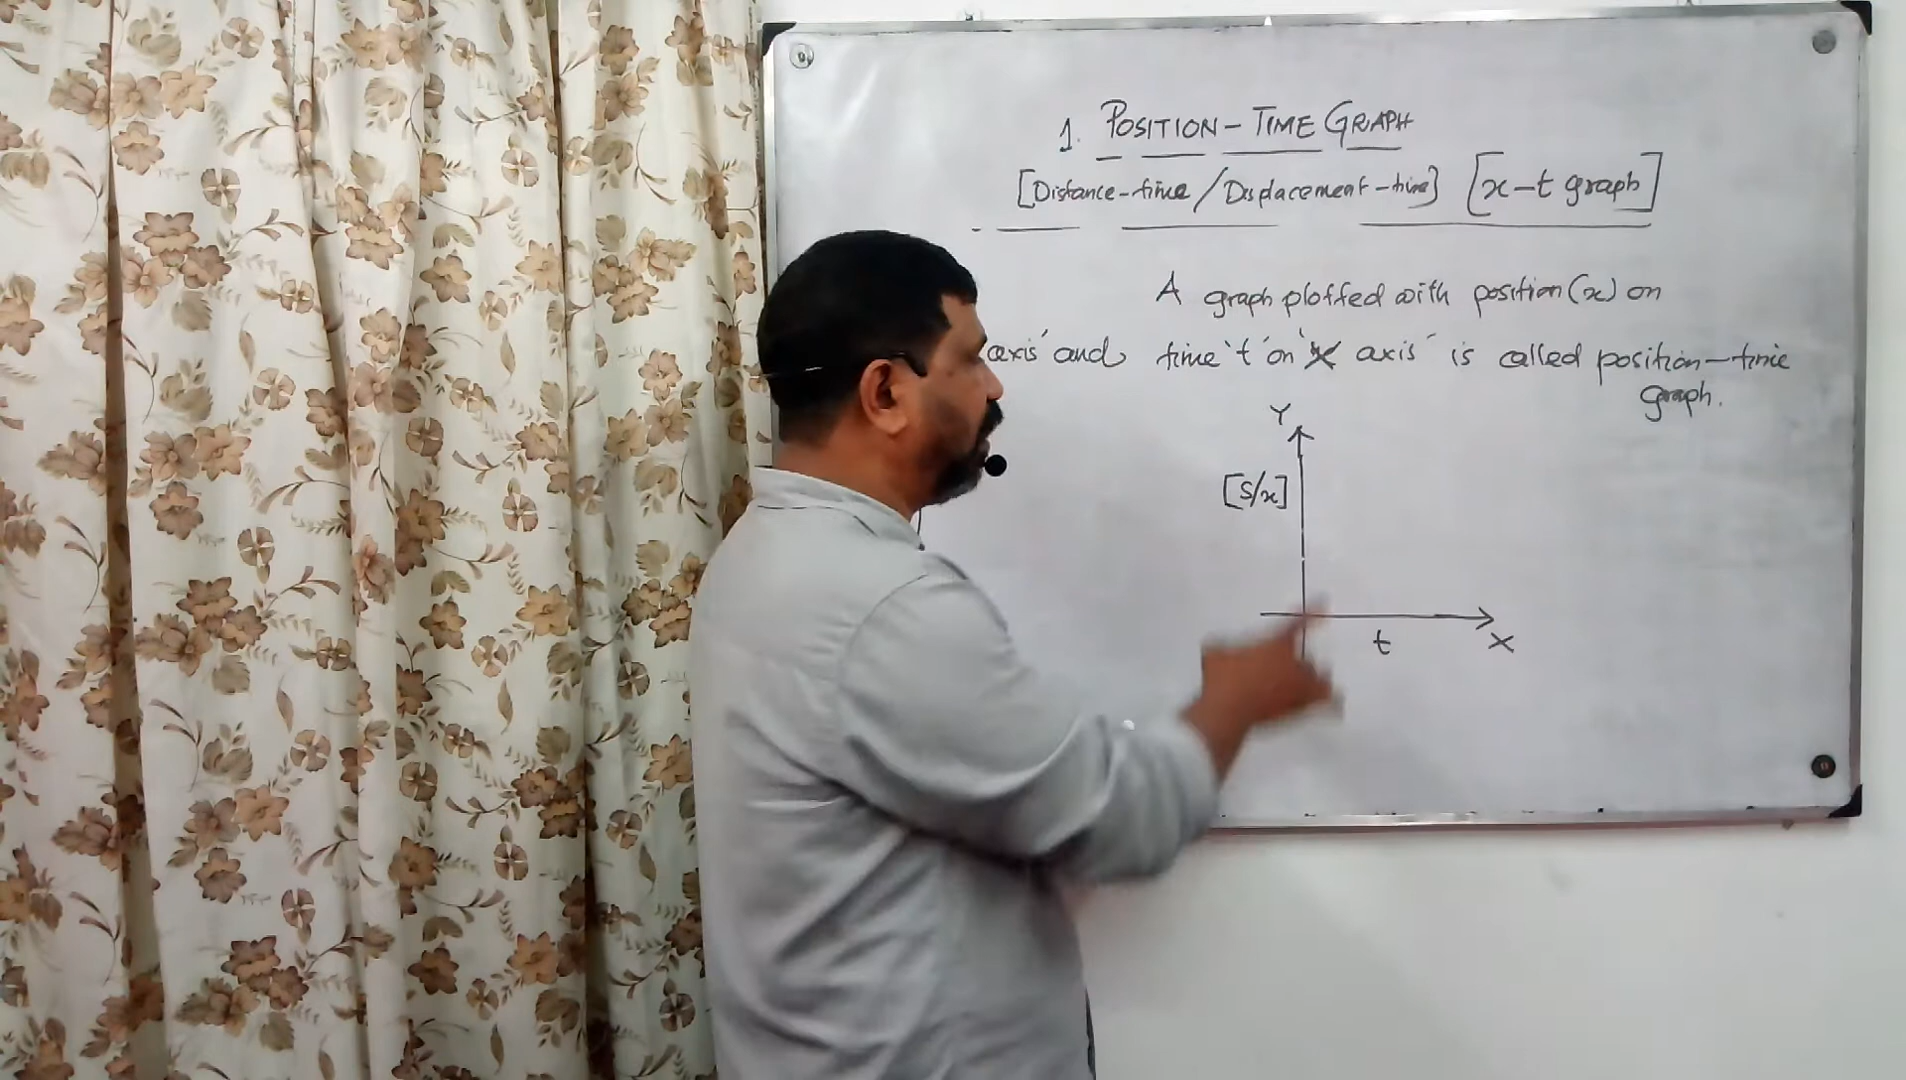 1. POSITION - TIME GRAPH
[Distance-time / Displacement-time] [x-t graph]
A graph plotted with position (x) on
axis' and time 't' on 'X axis' is called position-time
graph.
Y
[S/x]
t
X